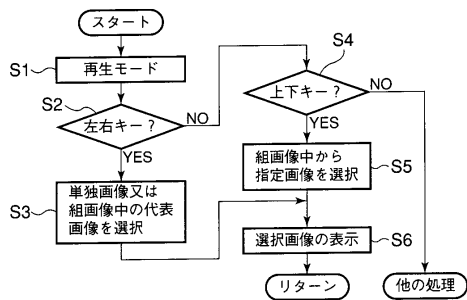 スタート
S1
再生モード
S2
左右キー?
NO
YES
S3
単独画像又は
組画像中の代表
画像を選択
S4
上下キー?
NO
YES
組画像中から
指定画像を選択
S5
選択画像の表示
S6
リターン
他の処理